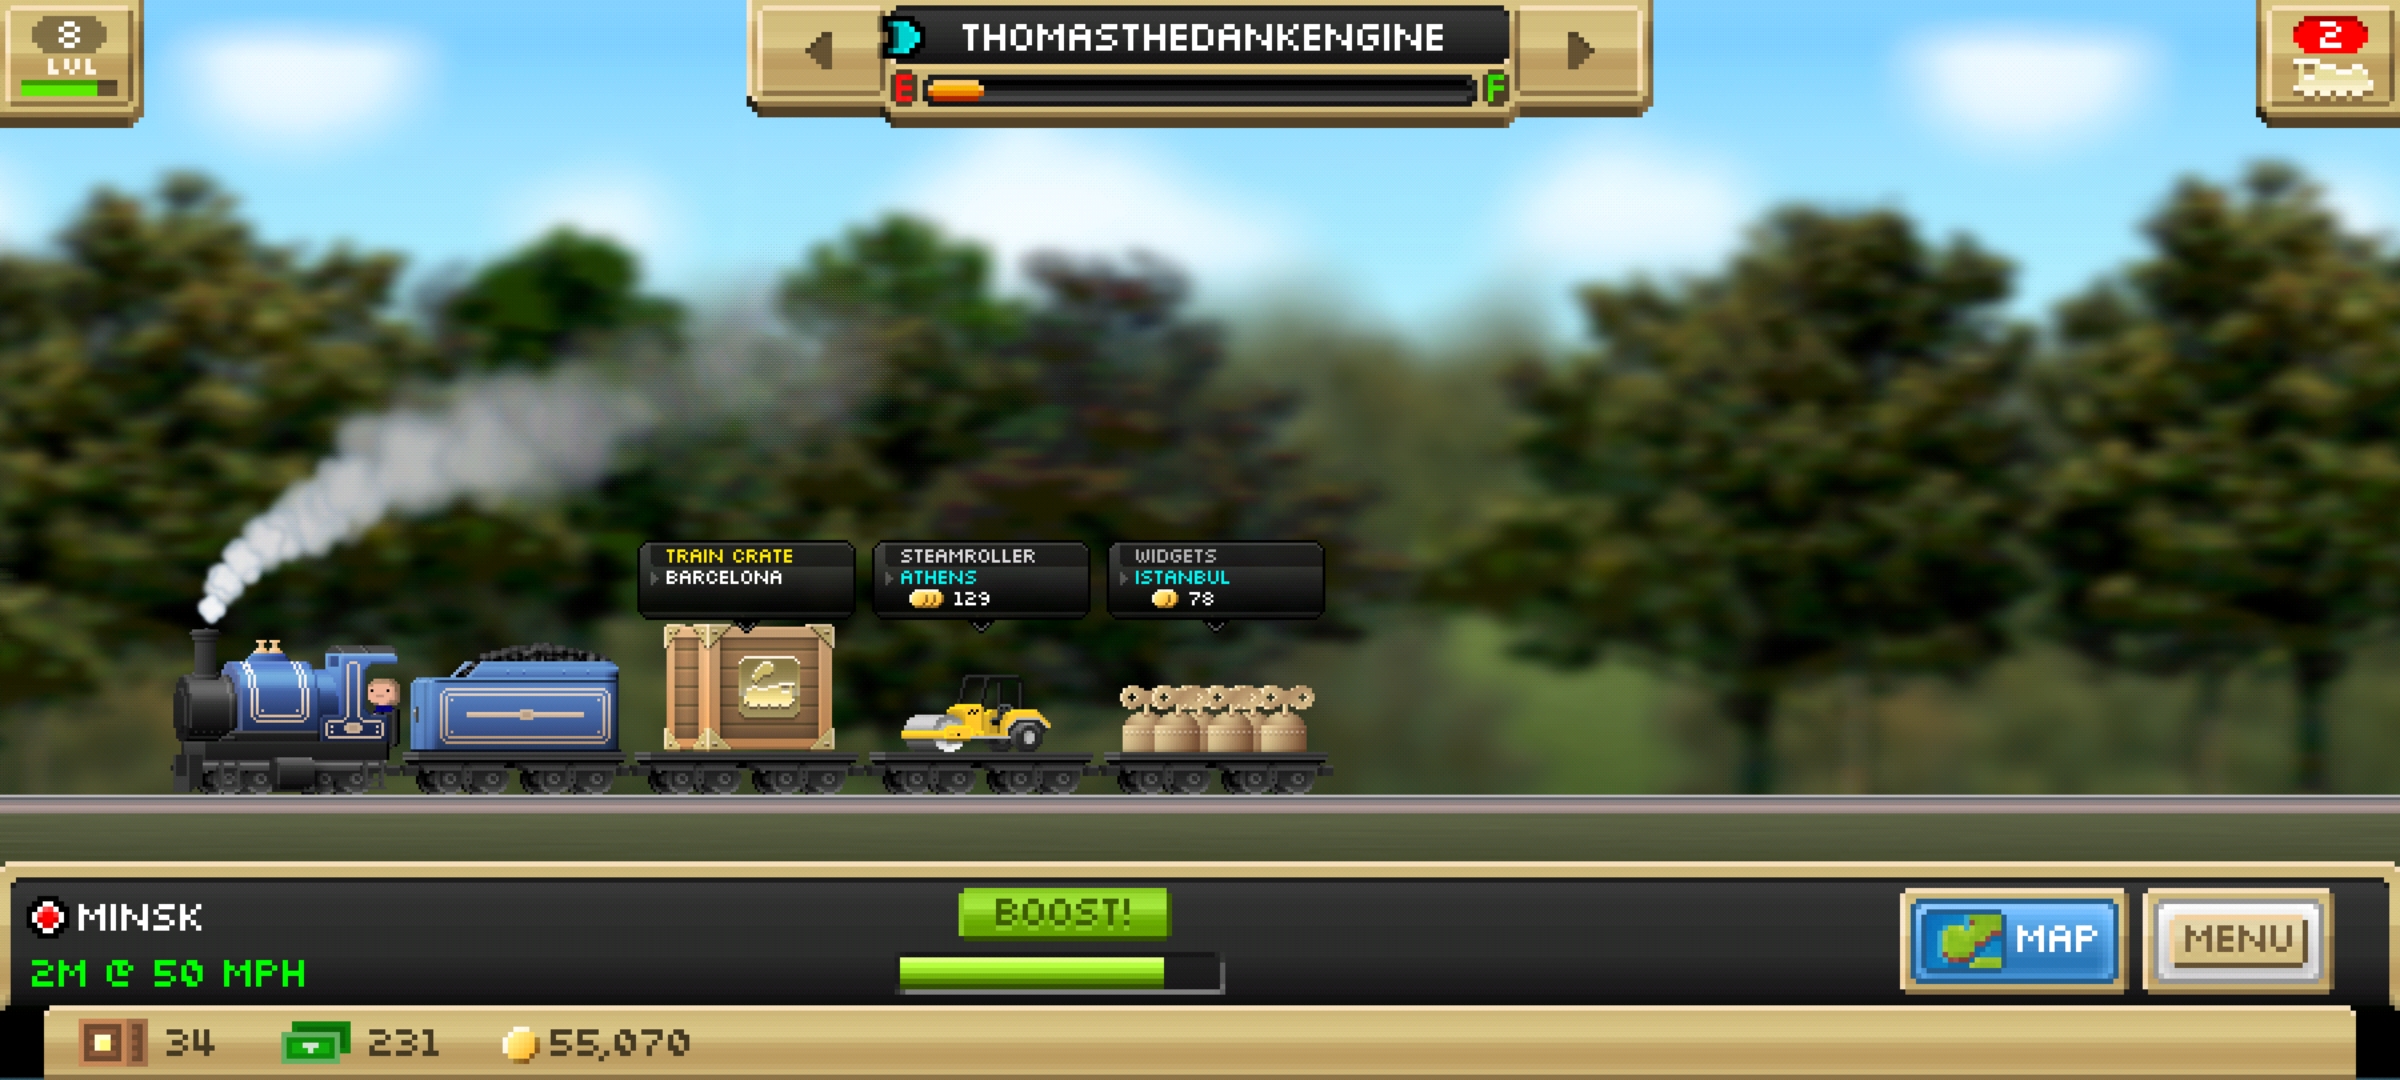 8
LVL
THOMASTHEDANKENGINE
E F
2
TRAIN CRATE
BARCELONA
STEAMROLLER
ATHENS
129
WIDGETS
ISTANBUL
78
MINSK
2M @ 50 MPH
BOOST!
MAP
MENU
34
231
55,070